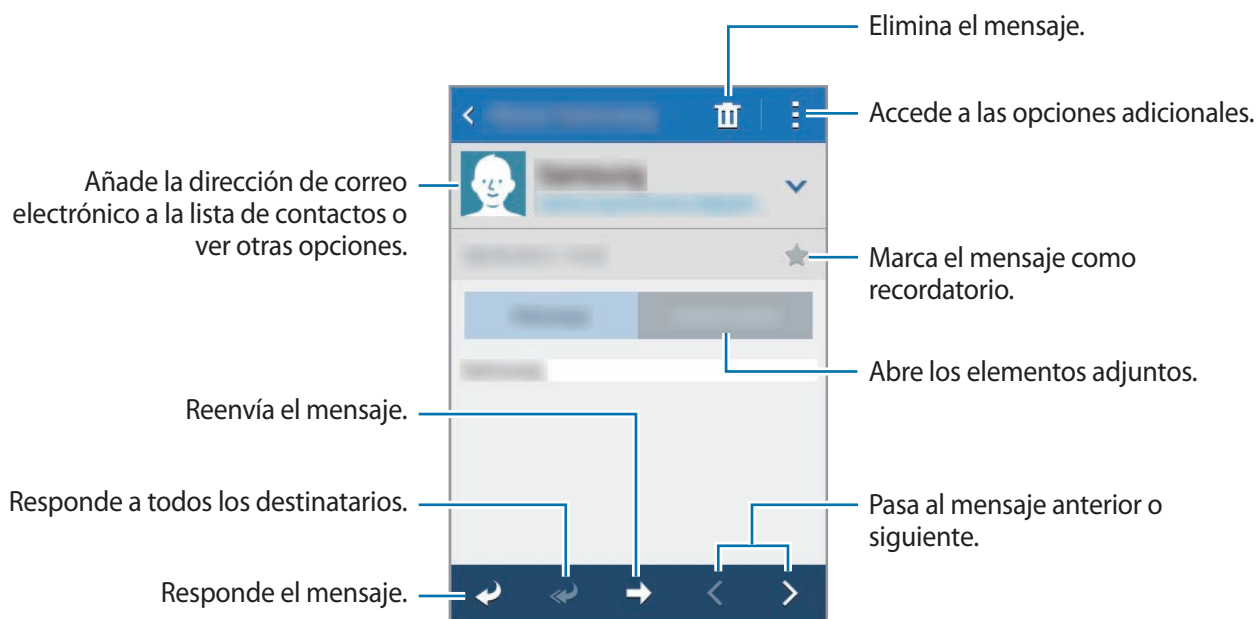 Elimina el mensaje.
Accede a las opciones adicionales.
Añade la dirección de correo
electrónico a la lista de contactos o
ver otras opciones.
Marca el mensaje como
recordatorio.
Abre los elementos adjuntos.
Reenvía el mensaje.
Responde a todos los destinatarios.
Pasa al mensaje anterior o
siguiente.
Responde el mensaje.